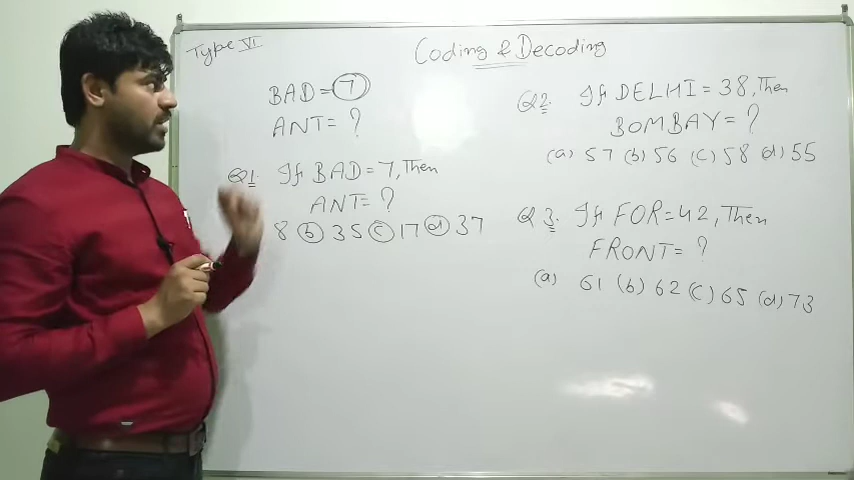 Type VI
Coding & Decoding
BAD = 7
ANT = ?
Q1. If BAD = 7, Then
ANT = ?
8 (b) 35 (c) 17 (d) 37
Q2. If DELHI = 38, Then
BOMBAY = ?
(a) 57 (b) 56 (c) 58 (d) 55
Q3. If FOR = 42, Then
FRONT = ?
(a) 61 (b) 62 (c) 65 (d) 73